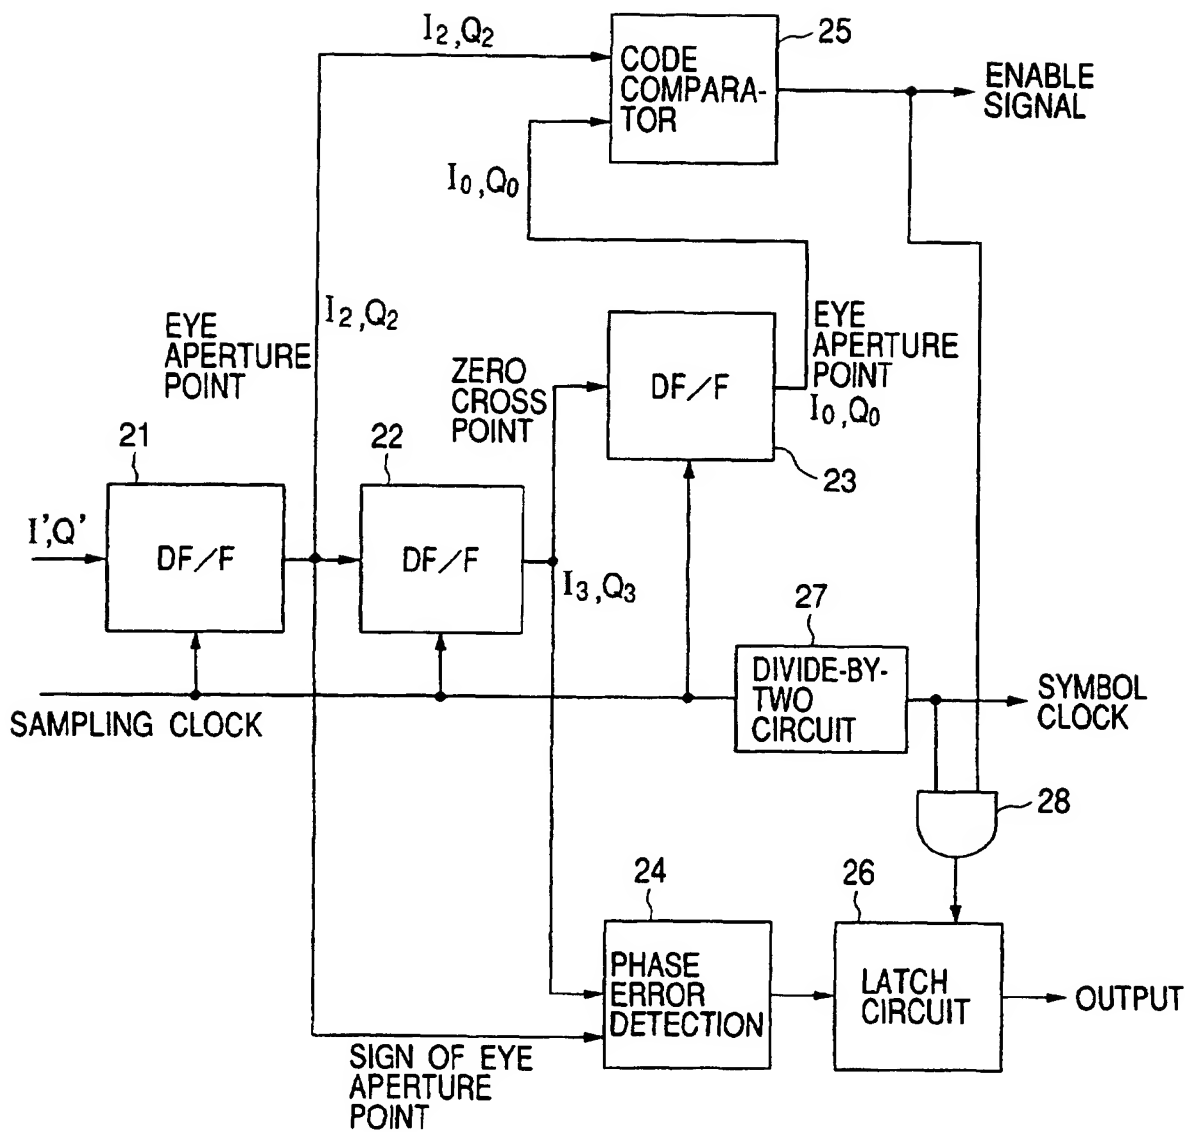 I2,Q2
25
CODE
COMPARA-
TOR
ENABLE
SIGNAL
I0,Q0
I2,Q2
EYE
APERTURE
POINT
ZERO
CROSS
POINT
DF/F
EYE
APERTURE
POINT
I0,Q0
21
22
23
I',Q'
DF/F
DF/F
I3,Q3
27
DIVIDE-BY-
TWO
CIRCUIT
SYMBOL
CLOCK
SAMPLING CLOCK
28
24
26
PHASE
ERROR
DETECTION
LATCH
CIRCUIT
OUTPUT
SIGN OF EYE
APERTURE
POINT